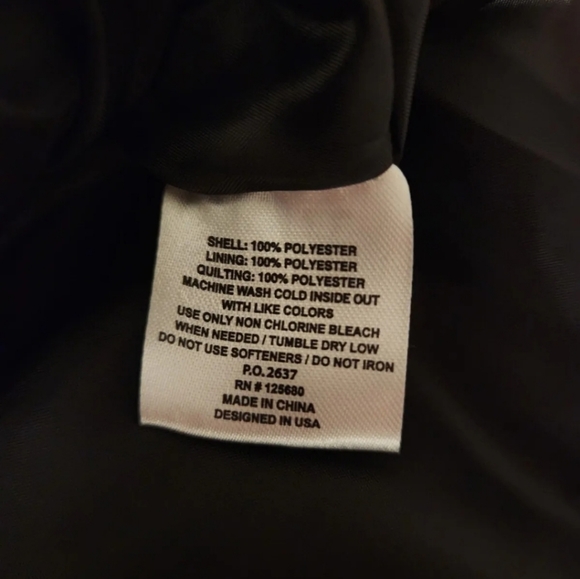 SHELL: 100% POLYESTER
LINING: 100% POLYESTER
QUILTING: 100% POLYESTER
MACHINE WASH COLD INSIDE OUT
WITH LIKE COLORS
USE ONLY NON CHLORINE BLEACH
WHEN NEEDED / TUMBLE DRY LOW
DO NOT USE SOFTENERS / DO NOT IRON
P.O.2637
RN # 125680
MADE IN CHINA
DESIGNED IN USA